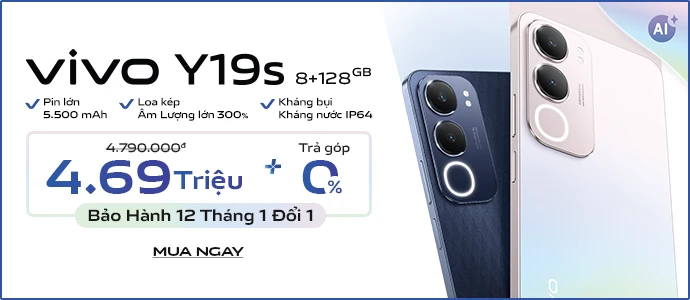 AI
vivo Y19s 8+128GB
Pin lớn
5.500 mAh
Loa kép
Âm Lượng lớn 300%
Kháng bụi
Kháng nước IP64
4.790.000đ
4.69 Triệu
+
Trả góp
0%
Bảo Hành 12 Tháng 1 Đổi 1
MUA NGAY
vivo